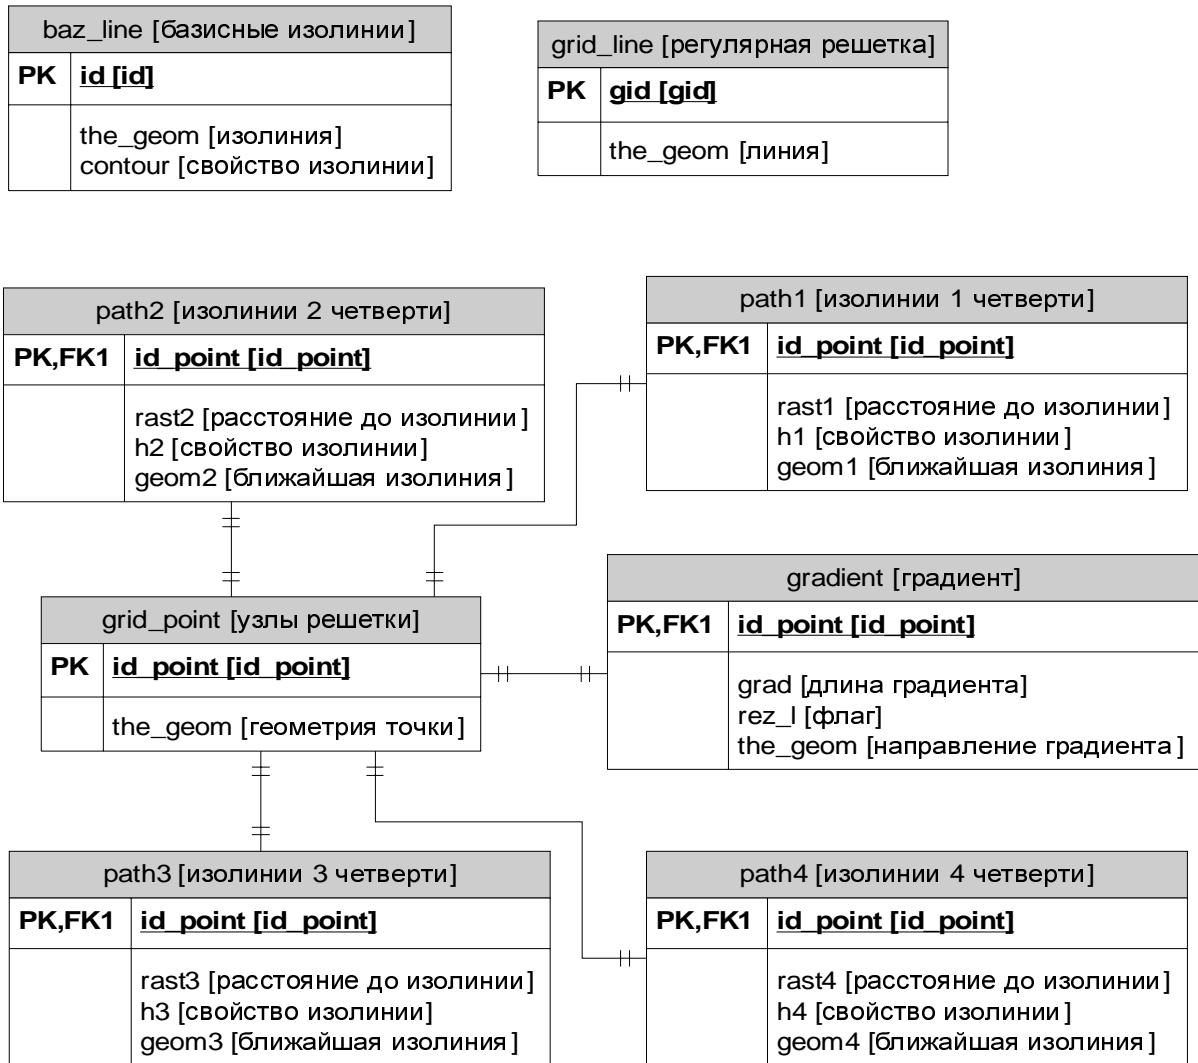 baz_line [базисные изолинии]
PK id [id]
the_geom [изолиния]
contour [свойство изолинии]
grid_line [регулярная решетка]
PK gid [gid]
the_geom [линия]
path2 [изолинии 2 четверти]
PK,FK1 id_point [id_point]
rast2 [расстояние до изолинии]
h2 [свойство изолинии]
geom2 [ближайшая изолиния]
path1 [изолинии 1 четверти]
PK,FK1 id_point [id_point]
rast1 [расстояние до изолинии]
h1 [свойство изолинии]
geom1 [ближайшая изолиния]
grid_point [узлы решетки]
PK id_point [id_point]
the_geom [геометрия точки]
gradient [градиент]
PK,FK1 id_point [id_point]
grad [длина градиента]
rez_l [флаг]
the_geom [направление градиента]
path3 [изолинии 3 четверти]
PK,FK1 id_point [id_point]
rast3 [расстояние до изолинии]
h3 [свойство изолинии]
geom3 [ближайшая изолиния]
path4 [изолинии 4 четверти]
PK,FK1 id_point [id_point]
rast4 [расстояние до изолинии]
h4 [свойство изолинии]
geom4 [ближайшая изолиния]